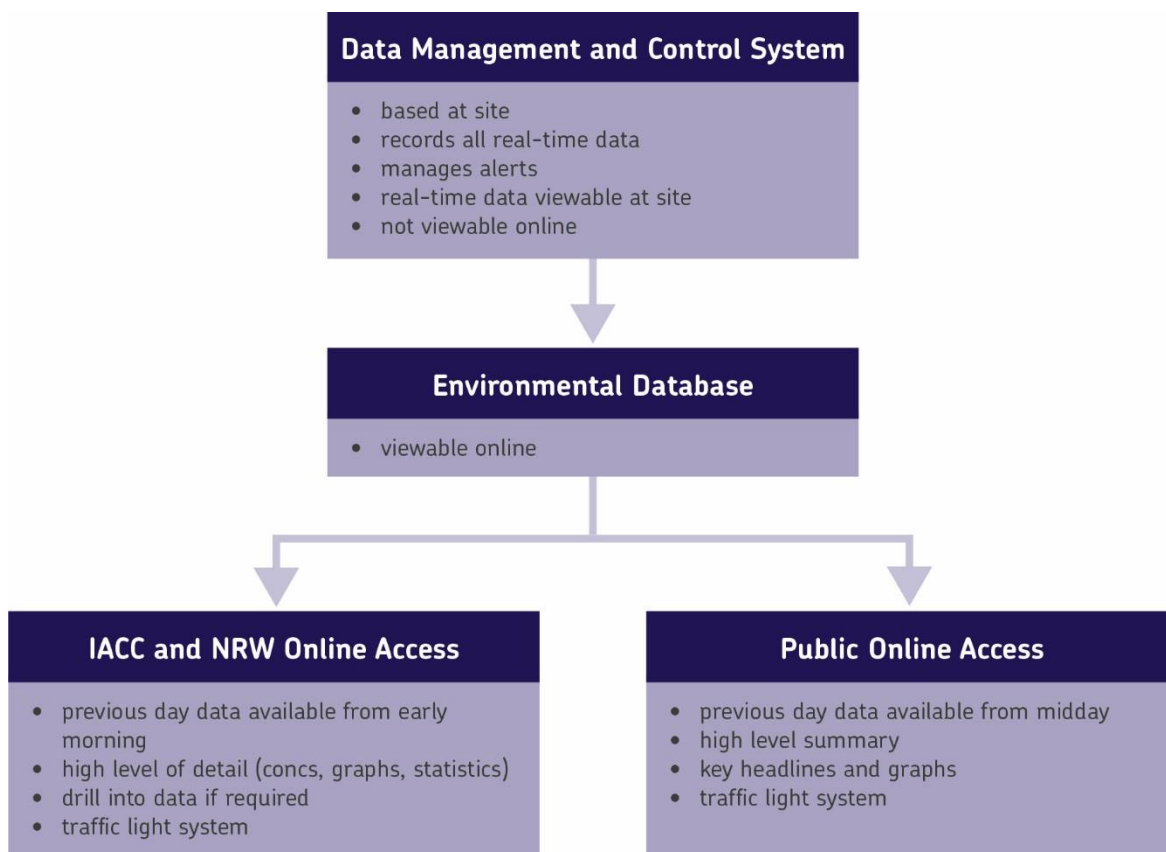 Data Management and Control System
• based at site
• records all real-time data
• manages alerts
• real-time data viewable at site
• not viewable online
Environmental Database
• viewable online
IACC and NRW Online Access
• previous day data available from early
morning
• high level of detail (concs, graphs, statistics)
• drill into data if required
• traffic light system
Public Online Access
• previous day data available from midday
• high level summary
• key headlines and graphs
• traffic light system